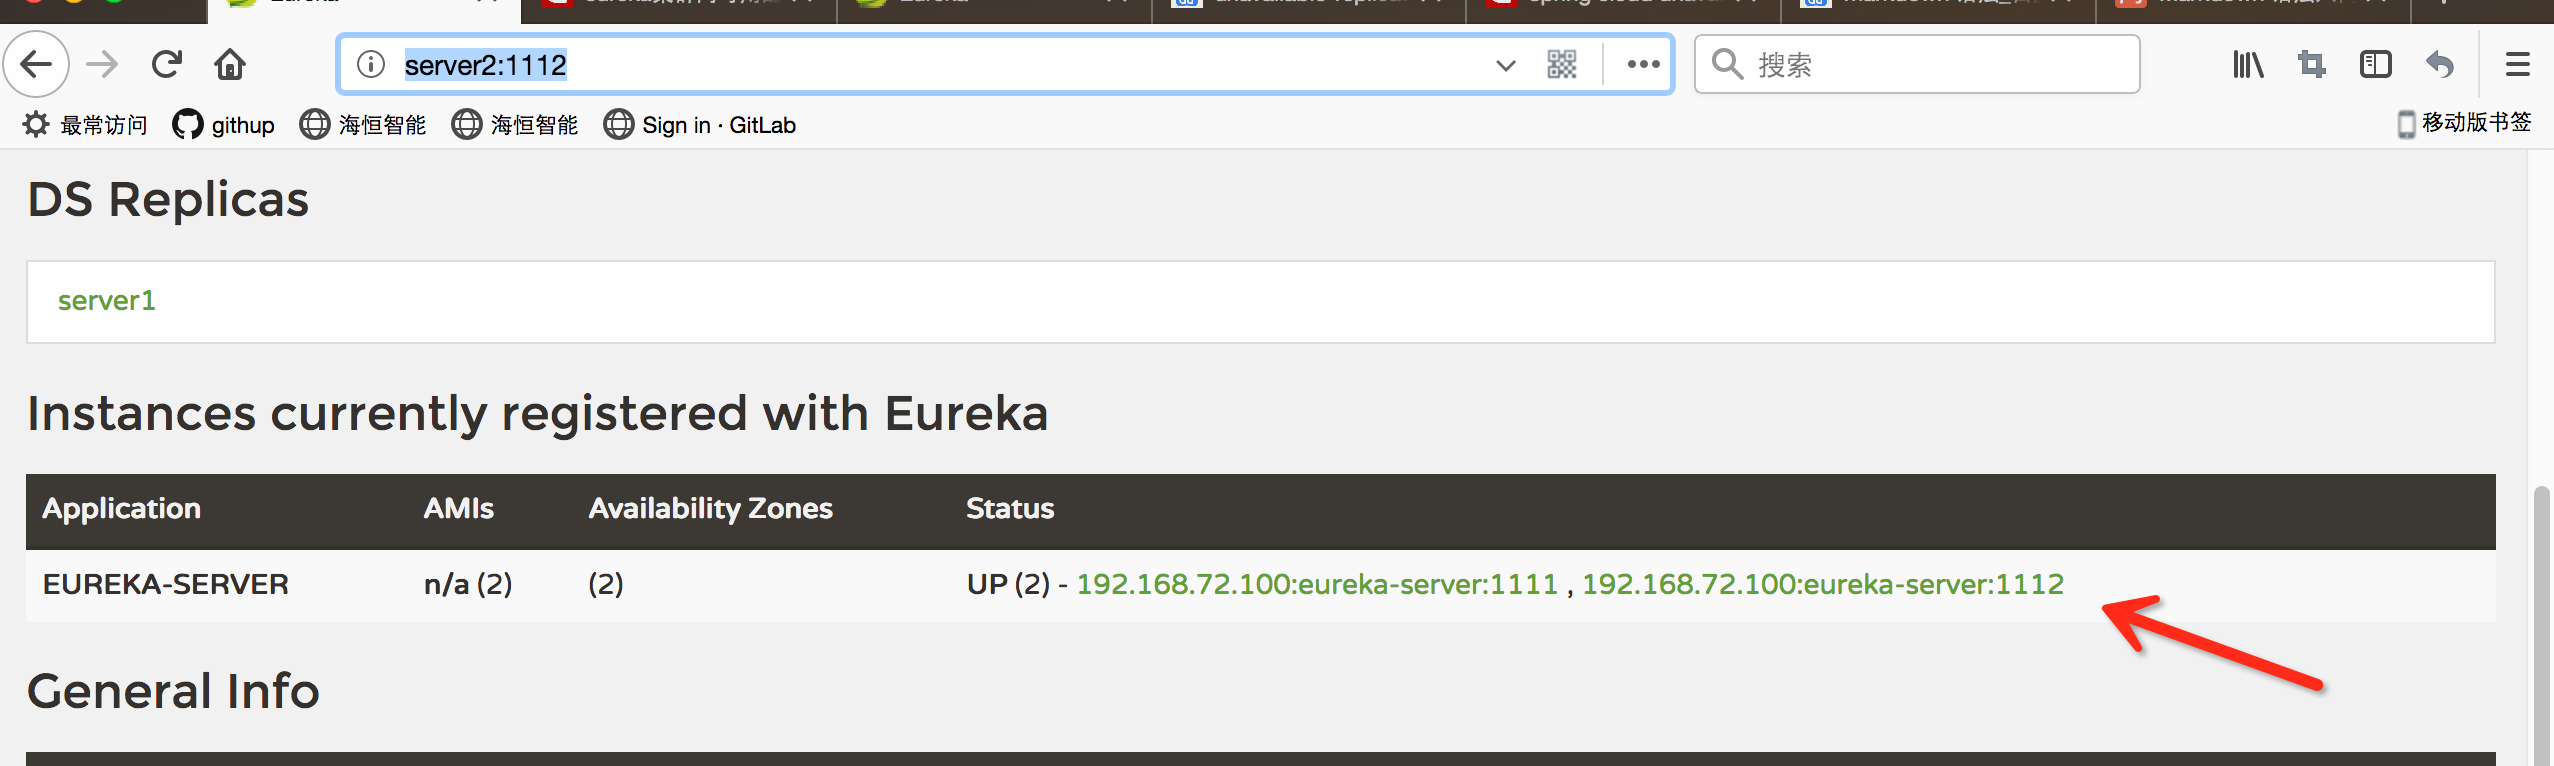 server2:1112
搜索
最常访问 githup 海恒智能 海恒智能 Sign in · GitLab 移动版书签
DS Replicas
server1
Instances currently registered with Eureka
Application AMIs Availability Zones Status
EUREKA-SERVER n/a (2) (2) UP (2) - 192.168.72.100:eureka-server:1111 , 192.168.72.100:eureka-server:1112
General Info